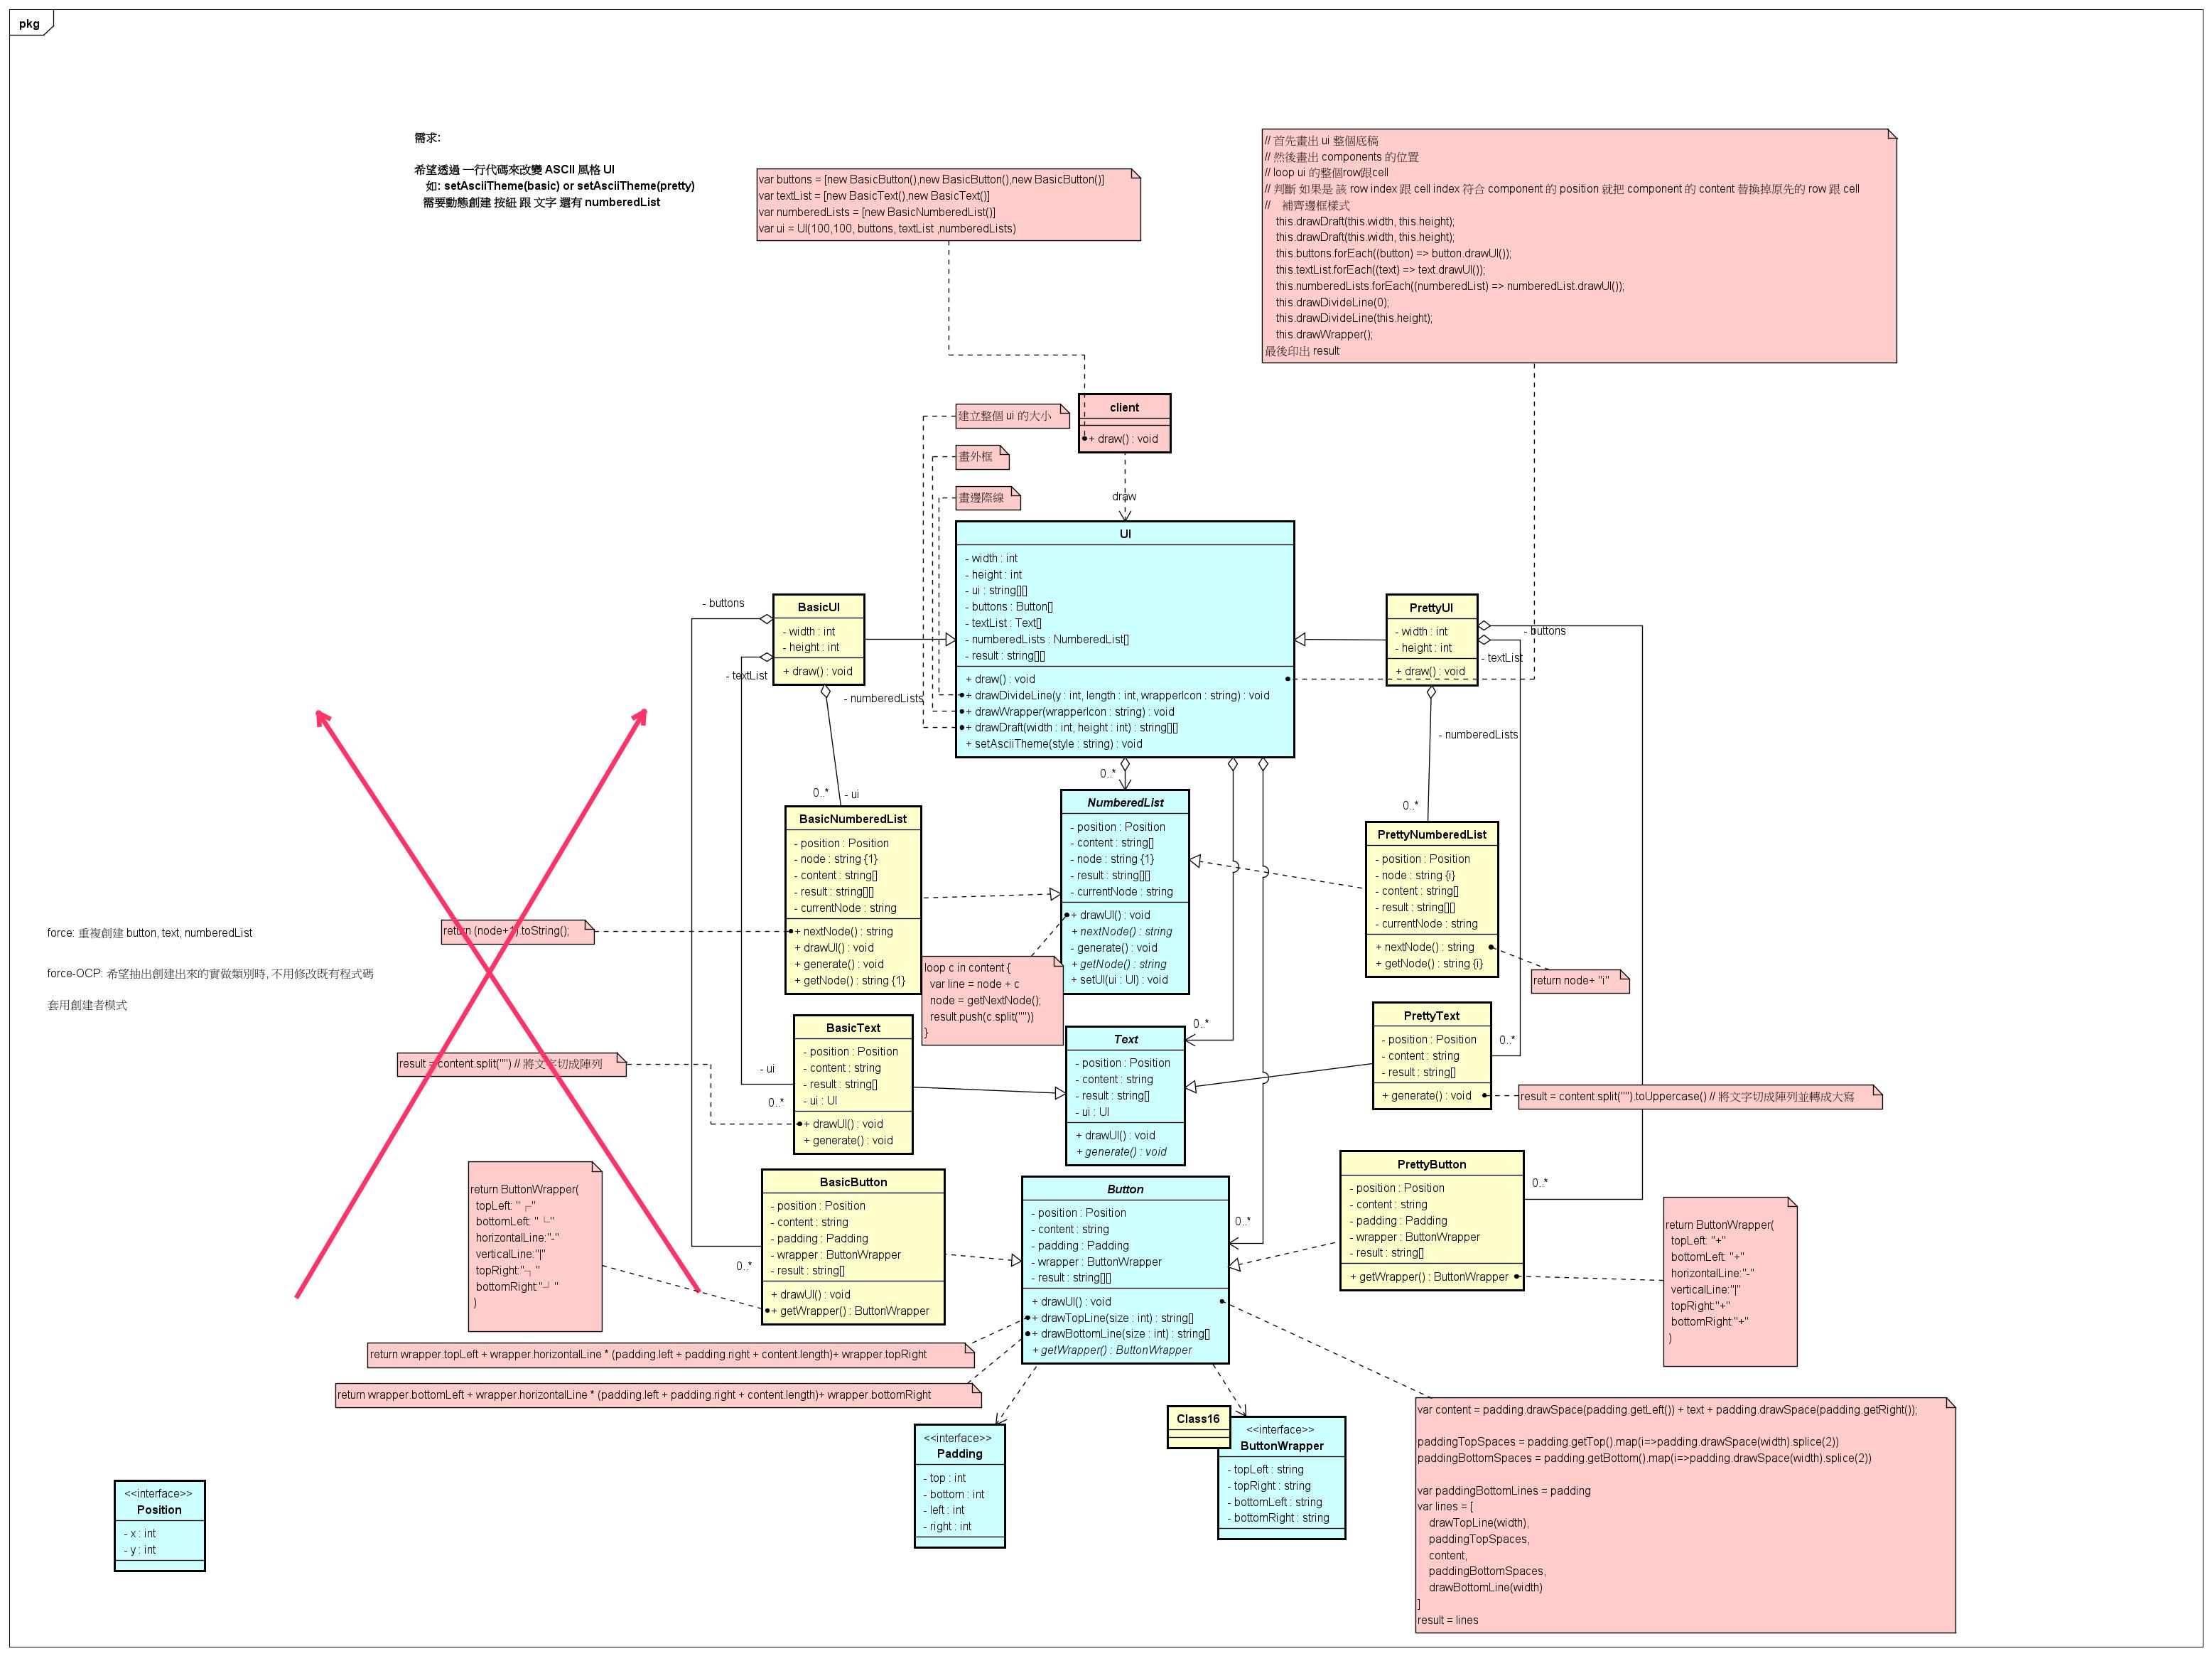 pkg
需求:
希望透過 一行代碼來改變 ASCII 風格 UI
如: setAsciiTheme(basic) or setAsciiTheme(pretty)
需要動態創建 按紐 跟 文字 還有 numberedList
var buttons = [new BasicButton(),new BasicButton(),new BasicButton()]
var textList = [new BasicText(),new BasicText()]
var numberedLists = [new BasicNumberedList()]
var ui = UI(100,100, buttons, textList ,numberedLists)
// 首先畫出 ui 整個底稿
// 然後畫出 components 的位置
// loop ui 的整個row跟cell
// 判斷 如果是 該 row index 跟 cell index 符合 component 的 position 就把 component 的 content 替換掉原先的 row 跟 cell
// 補齊邊框樣式
this.drawDraft(this.width, this.height);
this.drawDraft(this.width, this.height);
this.buttons.forEach((button) => button.drawUI());
this.textList.forEach((text) => text.drawUI());
this.numberedLists.forEach((numberedList) => numberedList.drawUI());
this.drawDivideLine(0);
this.drawDivideLine(this.height);
this.drawWrapper();
最後印出 result
建立整個 ui 的大小
畫外框
畫邊際線
client
+ draw() : void
draw
UI
- width : int
- height : int
- ui : string[][]
- buttons : Button[]
- textList : Text[]
- numberedLists : NumberedList[]
- result : string[][]
+ draw() : void
+ drawDivideLine(y : int, length : int, wrapperIcon : string) : void
+ drawWrapper(wrapperIcon : string) : void
+ drawDraft(width : int, height : int) : string[][]
+ setAsciiTheme(style : string) : void
- buttons
BasicUI
- width : int
- height : int
+ draw() : void
- textList
- numberedLists
PrettyUI
- width : int
- height : int
+ draw() : void
- buttons
- textList
- numberedLists
0..*
- ui
0..*
0..*
BasicNumberedList
- position : Position
- node : string {1}
- content : string[]
- result : string[][]
- currentNode : string
+ nextNode() : string
+ drawUI() : void
+ generate() : void
+ getNode() : string {1}
NumberedList
- position : Position
- content : string[]
- node : string {1}
- result : string[][]
- currentNode : string
+ drawUI() : void
+ nextNode() : string
- generate() : void
+ getNode() : string
+ setUI(ui : UI) : void
PrettyNumberedList
- position : Position
- node : string {i}
- content : string[]
- result : string[][]
- currentNode : string
+ nextNode() : string
+ getNode() : string {i}
force: 重複創建 button, text, numberedList
force-OCP: 希望抽出創建出來的實做類別時, 不用修改既有程式碼
套用創建者模式
return (node+1).toString();
loop c in content {
var line = node + c
node = getNextNode();
result.push(c.split(""))
}
return node+ "i"
result = content.split("") // 將文字切成陣列
- ui
0..*
BasicText
- position : Position
- content : string
- result : string[]
- ui : UI
+ drawUI() : void
+ generate() : void
0..*
Text
- position : Position
- content : string
- result : string[]
- ui : UI
+ drawUI() : void
+ generate() : void
PrettyText
- position : Position
- content : string
- result : string[]
+ generate() : void
0..*
result = content.split("").toUppercase() // 將文字切成陣列並轉成大寫
return ButtonWrapper(
topLeft: "┌"
bottomLeft: "└"
horizontalLine:"-"
verticalLine:"|"
topRight:"┐"
bottomRight:"┘"
)
0..*
BasicButton
- position : Position
- content : string
- padding : Padding
- wrapper : ButtonWrapper
- result : string[]
+ drawUI() : void
+ getWrapper() : ButtonWrapper
Button
- position : Position
- content : string
- padding : Padding
- wrapper : ButtonWrapper
- result : string[][]
+ drawUI() : void
+ drawTopLine(size : int) : string[]
+ drawBottomLine(size : int) : string[]
+ getWrapper() : ButtonWrapper
0..*
PrettyButton
- position : Position
- content : string
- padding : Padding
- wrapper : ButtonWrapper
- result : string[]
+ getWrapper() : ButtonWrapper
0..*
return ButtonWrapper(
topLeft: "+"
bottomLeft: "+"
horizontalLine:"-"
verticalLine:"|"
topRight:"+"
bottomRight:"+"
)
return wrapper.topLeft + wrapper.horizontalLine * (padding.left + padding.right + content.length)+ wrapper.topRight
return wrapper.bottomLeft + wrapper.horizontalLine * (padding.left + padding.right + content.length)+ wrapper.bottomRight
<<interface>>
Position
- x : int
- y : int
<<interface>>
Padding
- top : int
- bottom : int
- left : int
- right : int
Class16
<<interface>>
ButtonWrapper
- topLeft : string
- topRight : string
- bottomLeft : string
- bottomRight : string
var content = padding.drawSpace(padding.getLeft()) + text + padding.drawSpace(padding.getRight());
paddingTopSpaces = padding.getTop().map(i=>padding.drawSpace(width).splice(2))
paddingBottomSpaces = padding.getBottom().map(i=>padding.drawSpace(width).splice(2))
var paddingBottomLines = padding
var lines = [
drawTopLine(width),
paddingTopSpaces,
content,
paddingBottomSpaces,
drawBottomLine(width)
]
result = lines